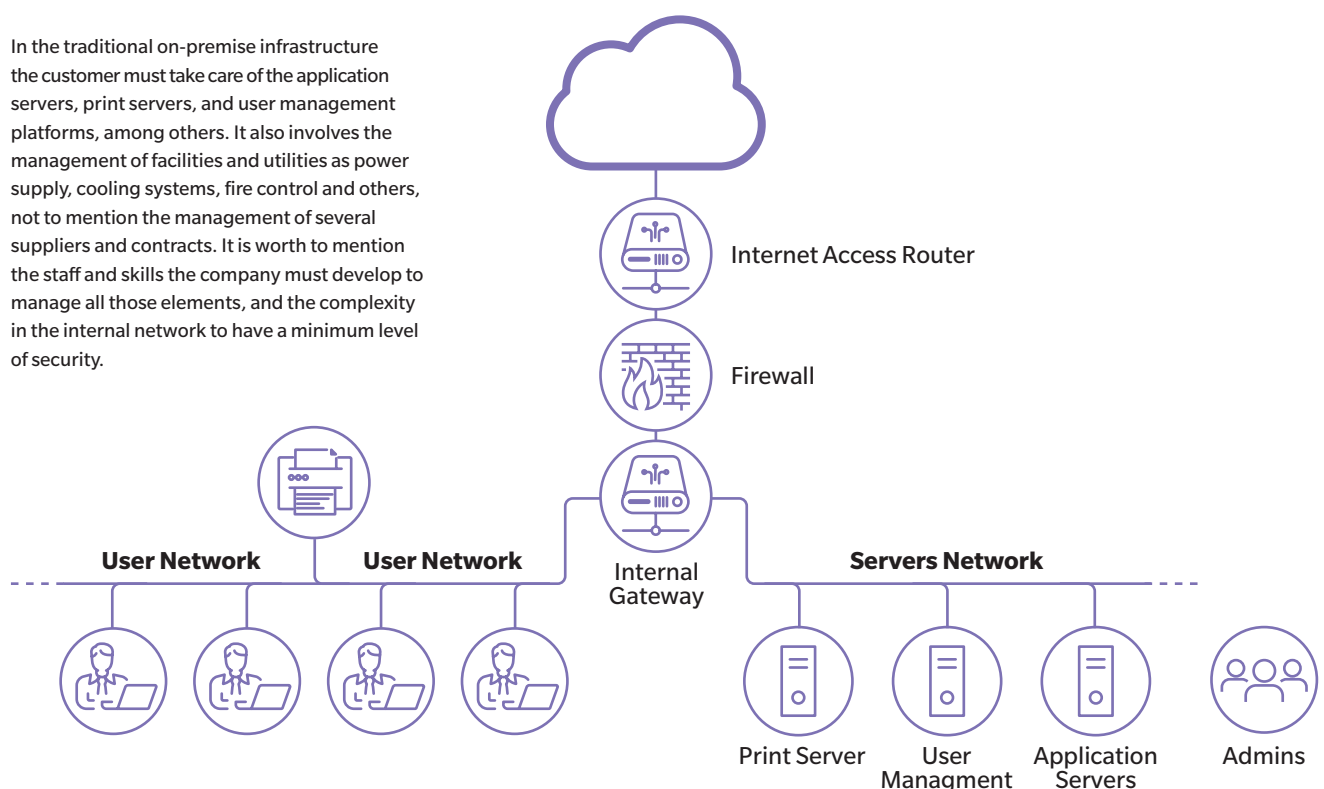 In the traditional on-premise infrastructure
the customer must take care of the application
servers, print servers, and user management
platforms, among others. It also involves the
management of facilities and utilities as power
supply, cooling systems, fire control and others,
not to mention the management of several
suppliers and contracts. It is worth to mention
the staff and skills the company must develop to
manage all those elements, and the complexity
in the internal network to have a minimum level
of security.
Internet Access Router
Firewall
User Network
User Network
Internal
Gateway
Servers Network
Print Server
User
Managment
Application
Servers
Admins